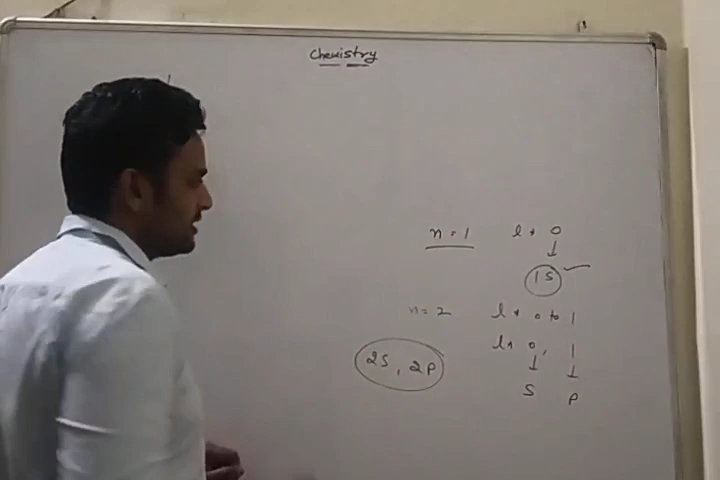 Chemistry
n = 1 l → 0
↓
1S ✓
n = 2 l → 0 to 1
l → 0, 1
↓ ↓
2S, 2P
S P